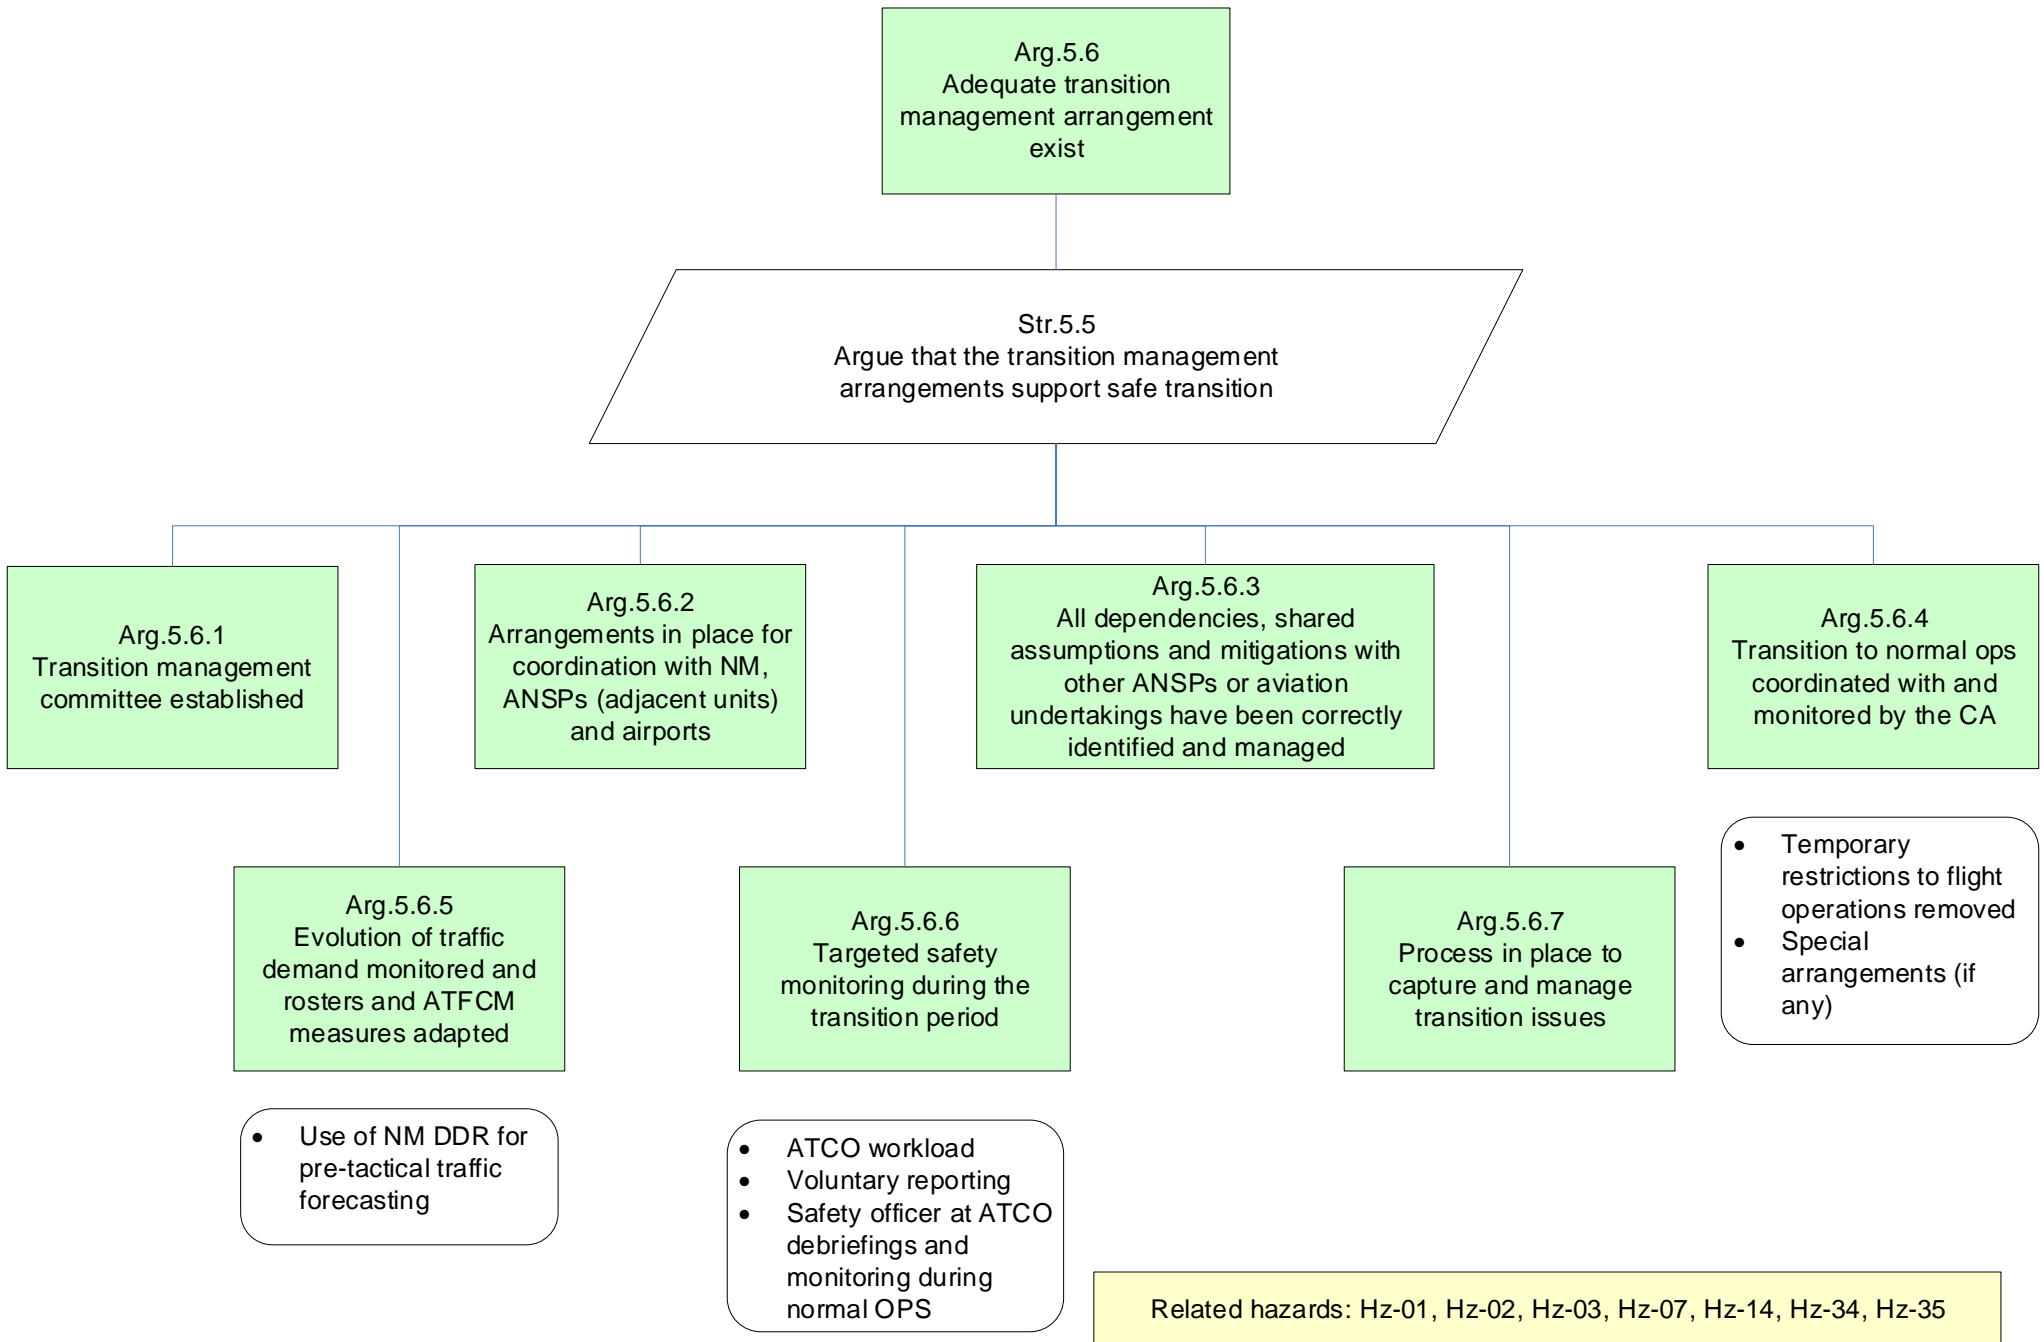 Arg.5.6
Adequate transition
management arrangement
exist
Str.5.5
Argue that the transition management
arrangements support safe transition
Arg.5.6.1
Transition management
committee established
Arg.5.6.2
Arrangements in place for
coordination with NM,
ANSPs (adjacent units)
and airports
Arg.5.6.3
All dependencies, shared
assumptions and mitigations with
other ANSPs or aviation
undertakings have been correctly
identified and managed
Arg.5.6.4
Transition to normal ops
coordinated with and
monitored by the CA
• Temporary
restrictions to flight
operations removed
• Special
arrangements (if
any)
Arg.5.6.5
Evolution of traffic
demand monitored and
rosters and ATFCM
measures adapted
• Use of NM DDR for
pre-tactical traffic
forecasting
Arg.5.6.6
Targeted safety
monitoring during the
transition period
• ATCO workload
• Voluntary reporting
• Safety officer at ATCO
debriefings and
monitoring during
normal OPS
Arg.5.6.7
Process in place to
capture and manage
transition issues
Related hazards: Hz-01, Hz-02, Hz-03, Hz-07, Hz-14, Hz-34, Hz-35